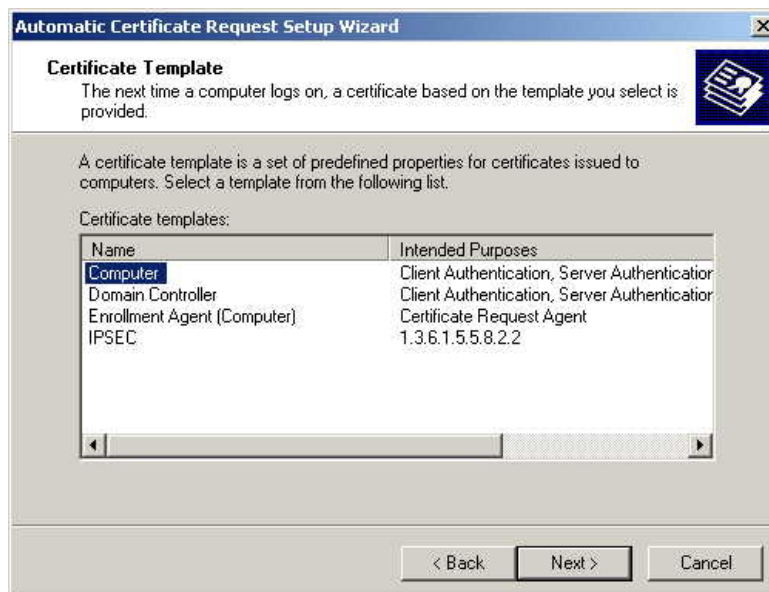 Automatic Certificate Request Setup Wizard
Certificate Template
The next time a computer logs on, a certificate based on the template you select is
provided.
A certificate template is a set of predefined properties for certificates issued to
computers. Select a template from the following list.
Certificate templates:
Name Intended Purposes
Computer Client Authentication, Server Authentication
Domain Controller Client Authentication, Server Authentication
Enrollment Agent (Computer) Certificate Request Agent
IPSEC 1.3.6.1.5.5.8.2.2
< Back Next > Cancel